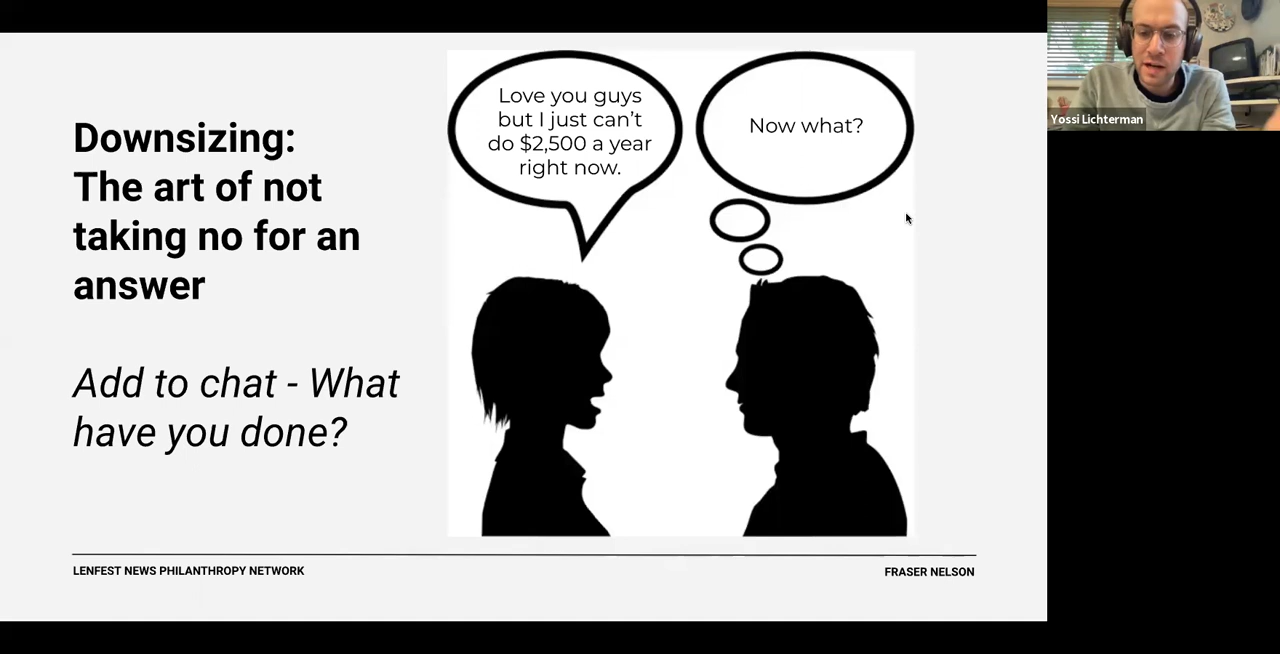 Downsizing:
The art of not
taking no for an
answer
Add to chat - What
have you done?
Love you guys
but I just can’t
do $2,500 a year
right now.
Now what?
LENFEST NEWS PHILANTHROPY NETWORK
FRASER NELSON
Yossi Lichterman